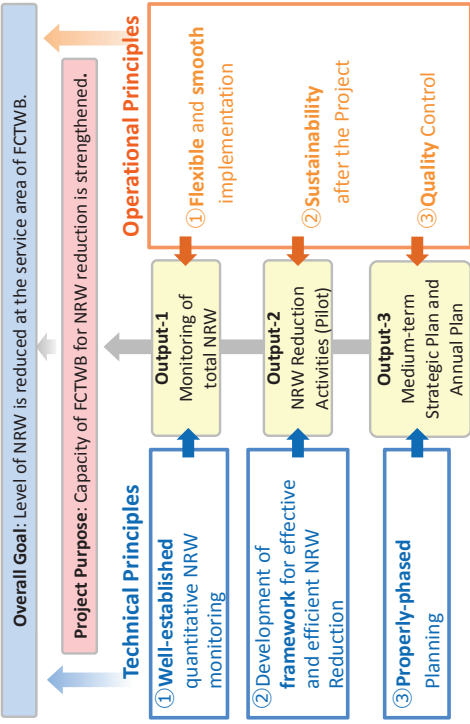 Overall Goal: Level of NRW is reduced at the service area of FCTWB.
Project Purpose: Capacity of FCTWB for NRW reduction is strengthened.
Technical Principles
①Well-established
quantitative NRW
monitoring
②Development of
framework for effective
and efficient NRW
Reduction
③Properly-phased
Planning
Output-1
Monitoring of
total NRW
Output-2
NRW Reduction
Activities (Pilot)
Output-3
Medium-term
Strategic Plan and
Annual Plan
Operational Principles
①Flexible and smooth
implementation
②Sustainability
after the Project
③Quality Control